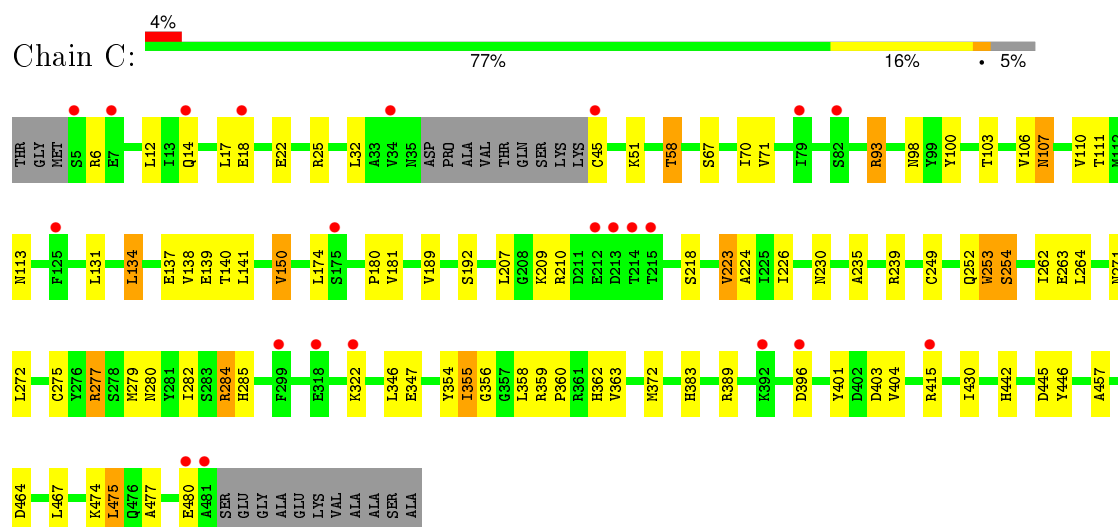 4%
Chain C:
77% 16% • 5%
THR GLY MET S5 R6 E7 L12 I13 Q14 L17 E18 E22 R25 L32 A33 V34 N35 ASP PRO ALA VAL THR GLN SER LYS LYS C45 K51 T58 S67 I70 V71 I79 S82 R93 N98 Y99 Y100 T103 V106 N107 V110 T111
N113 F125 L131 L134 E137 V138 E139 T140 L141 V150 L174 S175 P180 V181 V189 S192 L207 G208 K209 R210 D211 E212 D213 T214 T215 S218 V223 A224 I225 I226 N230 A235 R239 C249 Q252 W253 S254 I262 E263 L264 N271
L272 C275 Y276 R277 S278 M279 N280 Y281 I282 S283 R284 H285 F299 E318 K322 L346 E347 Y354 I355 G356 G357 L358 R359 P360 R361 H362 V363 M372 H383 R389 K392 D396 Y401 D402 D403 V404 R415 I430 H442 D445 Y446 A457
D464 L467 K474 L475 Q476 A477 E480 A481 SER GLU GLY ALA GLU LYS VAL ALA ALA SER ALA